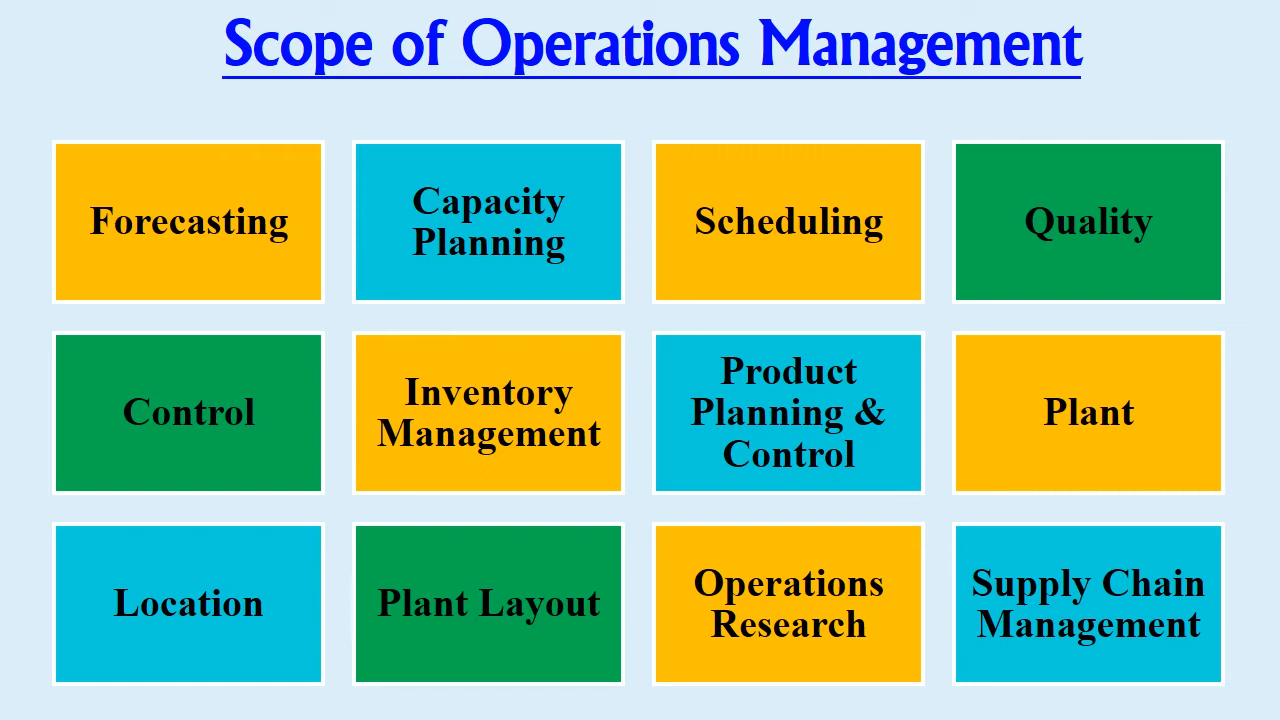 Scope of Operations Management
Forecasting
Capacity
Planning
Scheduling
Quality
Control
Inventory
Management
Product
Planning &
Control
Plant
Location
Plant Layout
Operations
Research
Supply Chain
Management